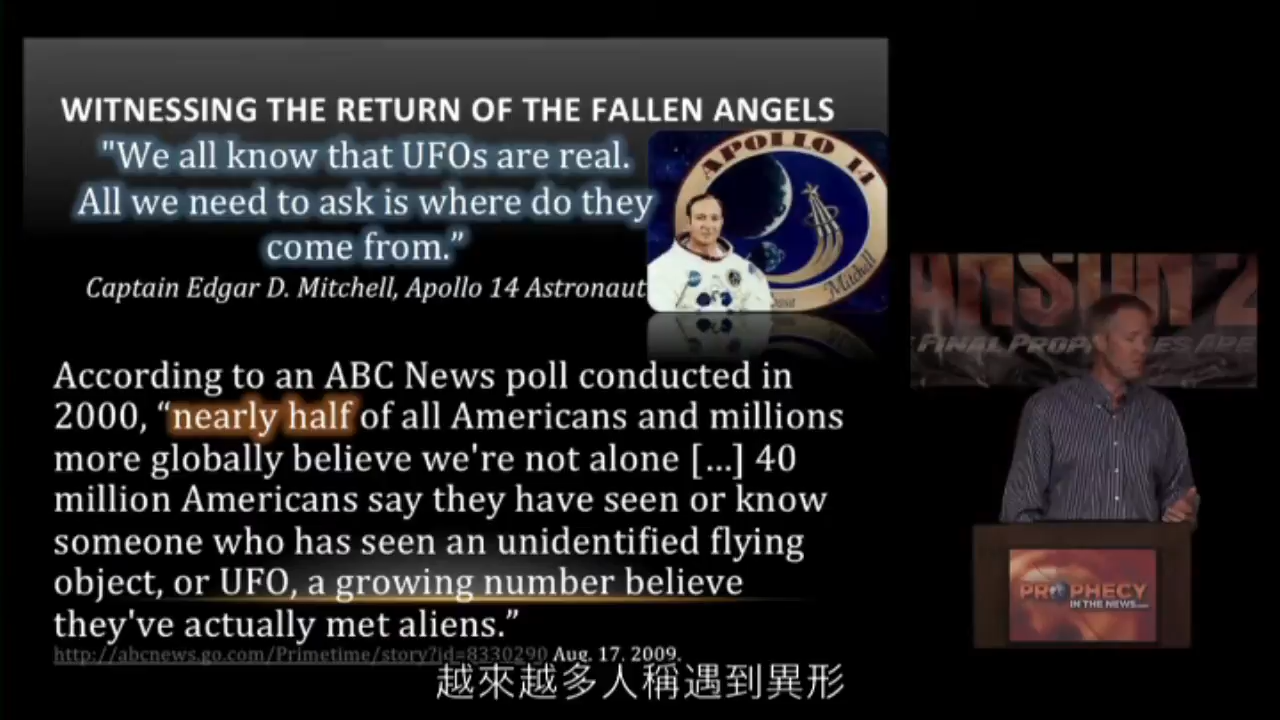 WITNESSING THE RETURN OF THE FALLEN ANGELS
"We all know that UFOs are real.
All we need to ask is where do they
come from.”
Captain Edgar D. Mitchell, Apollo 14 Astronaut
APOLLO 14
Mitchell
According to an ABC News poll conducted in
2000, “nearly half of all Americans and millions
more globally believe we're not alone [...] 40
million Americans say they have seen or know
someone who has seen an unidentified flying
object, or UFO, a growing number believe
they've actually met aliens.”
http://abcnews.go.com/Primetime/story?id=8330290 Aug. 17, 2009.
FINAL
ARE
PROPHECY
IN THE NEWS.com
越來越多人稱遇到異形